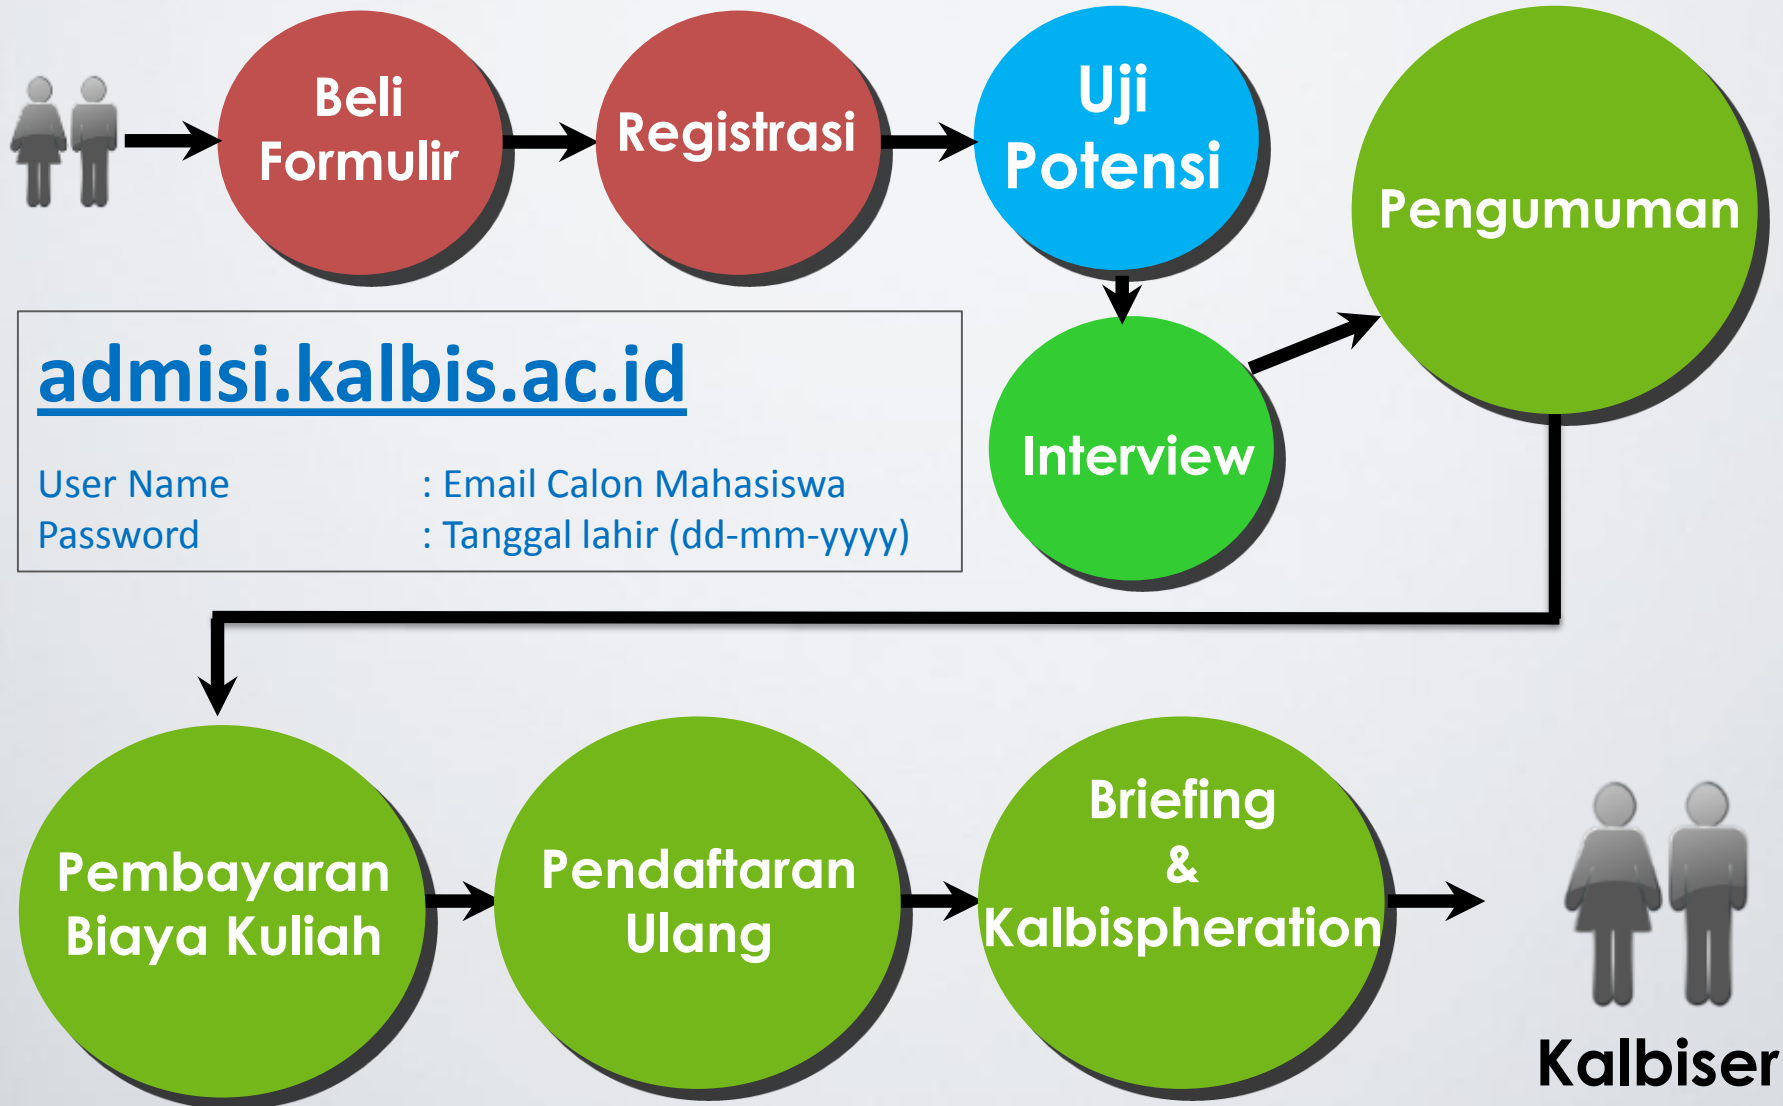 Beli
Formulir
Registrasi
Uji
Potensi
Pengumuman
admisi.kalbis.ac.id
User Name : Email Calon Mahasiswa
Password : Tanggal lahir (dd-mm-yyyy)
Interview
Pembayaran
Biaya Kuliah
Pendaftaran
Ulang
Briefing
&
Kalbispheration
Kalbiser